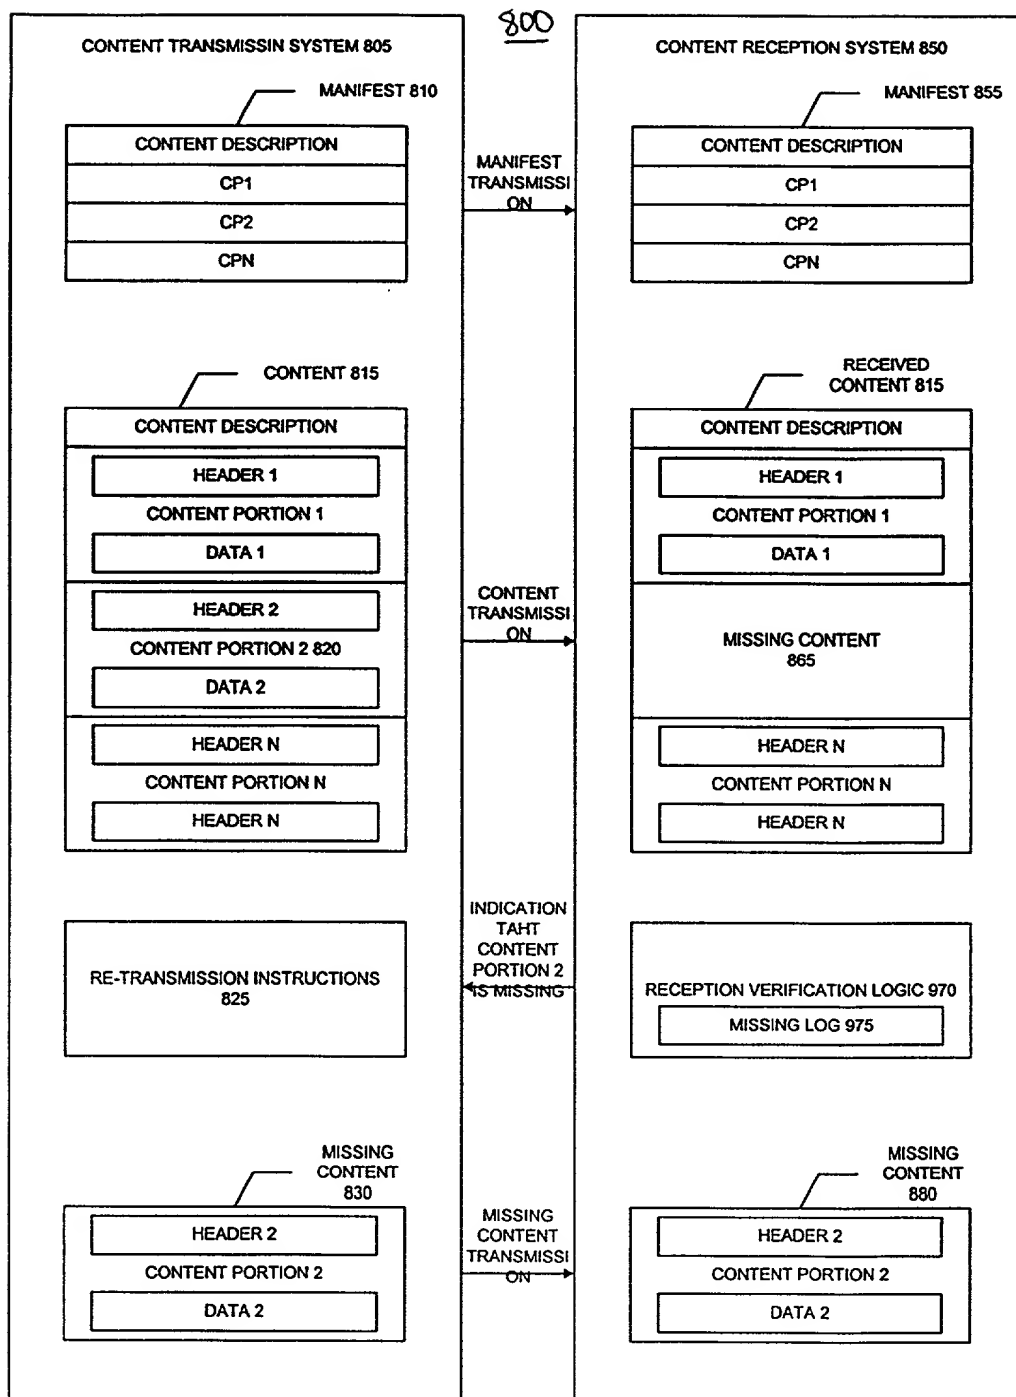 800
CONTENT TRANSMISSIN SYSTEM 805
MANIFEST 810
CONTENT DESCRIPTION
CP1
CP2
CPN
MANIFEST
TRANSMISSI
ON
CONTENT RECEPTION SYSTEM 850
MANIFEST 855
CONTENT DESCRIPTION
CP1
CP2
CPN
CONTENT 815
CONTENT DESCRIPTION
HEADER 1
CONTENT PORTION 1
DATA 1
HEADER 2
CONTENT PORTION 2 820
DATA 2
HEADER N
CONTENT PORTION N
HEADER N
CONTENT
TRANSMISSI
ON
RECEIVED
CONTENT 815
CONTENT DESCRIPTION
HEADER 1
CONTENT PORTION 1
DATA 1
MISSING CONTENT
865
HEADER N
CONTENT PORTION N
HEADER N
RE-TRANSMISSION INSTRUCTIONS
825
INDICATION
TAHT
CONTENT
PORTION 2
IS MISSING
RECEPTION VERIFICATION LOGIC 970
MISSING LOG 975
MISSING
CONTENT
830
HEADER 2
CONTENT PORTION 2
DATA 2
MISSING
CONTENT
TRANSMISSI
ON
MISSING
CONTENT
880
HEADER 2
CONTENT PORTION 2
DATA 2